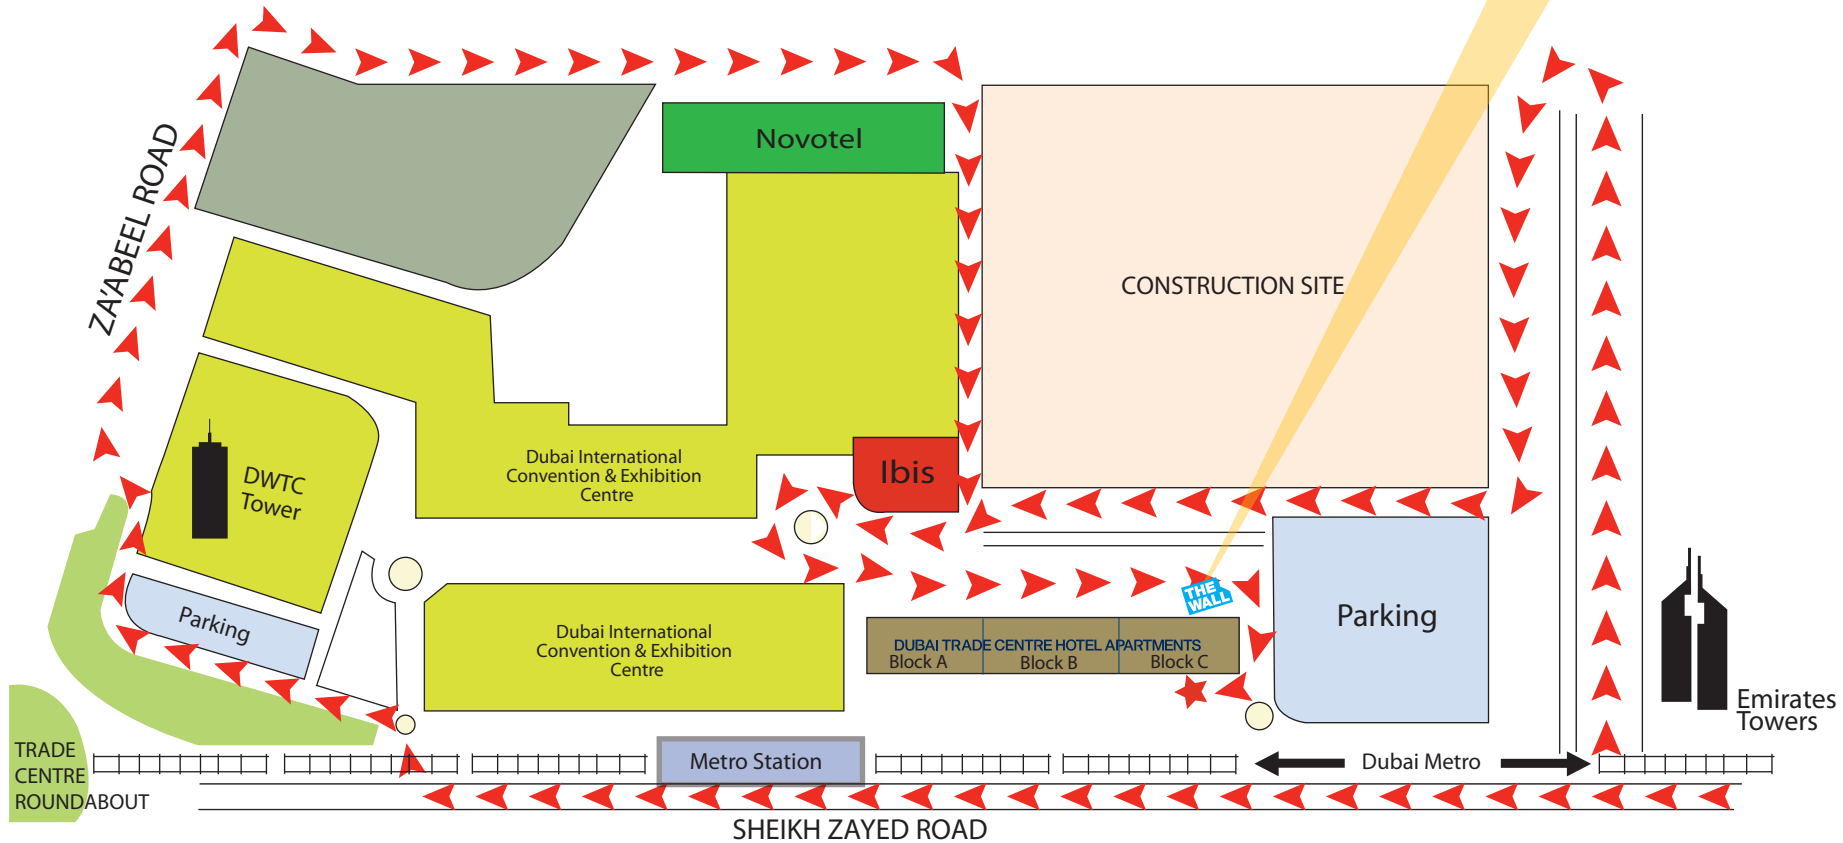 Novotel
ZA'ABEEL ROAD
CONSTRUCTION SITE
Dubai International
Convention & Exhibition
Centre
Ibis
DWTC
Tower
THE
WALL
Parking
Parking
Dubai International
Convention & Exhibition
Centre
DUBAI TRADE CENTRE HOTEL APARTMENTS
Block A
Block B
Block C
Emirates
Towers
TRADE
CENTRE
ROUNDABOUT
Metro Station
Dubai Metro
SHEIKH ZAYED ROAD